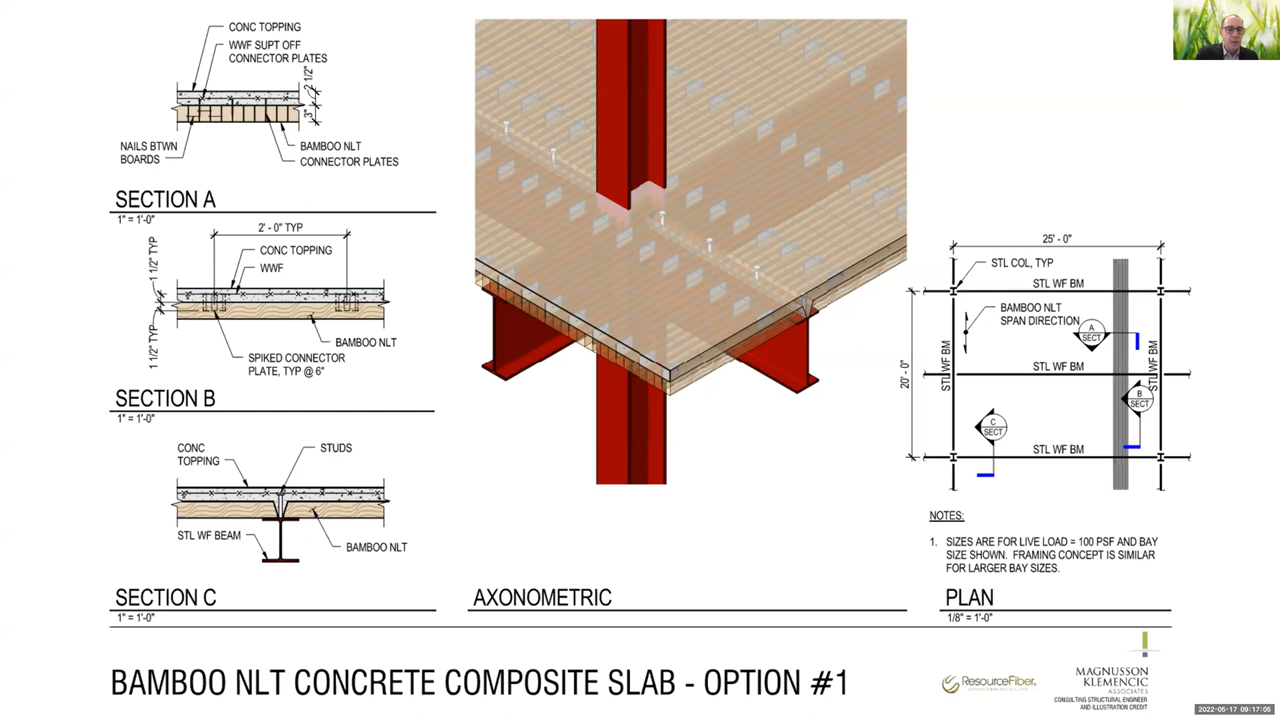 CONC TOPPING
WWF SUPT OFF
CONNECTOR PLATES
2 1/2"
3"
NAILS BTWN
BOARDS
BAMBOO NLT
CONNECTOR PLATES
SECTION A
1" = 1'-0"
2' - 0" TYP
1 1/2" TYP
CONC TOPPING
WWF
1 1/2" TYP
BAMBOO NLT
SPIKED CONNECTOR
PLATE, TYP @ 6"
SECTION B
1" = 1'-0"
CONC
TOPPING
STUDS
STL WF BEAM
BAMBOO NLT
SECTION C
1" = 1'-0"
AXONOMETRIC
25' - 0"
STL COL, TYP
STL WF BM
BAMBOO NLT
SPAN DIRECTION
A
SECT
STL WF BM
STL WF BM
STL WF BM
20' - 0"
B
SECT
C
SECT
STL WF BM
NOTES:
1. SIZES ARE FOR LIVE LOAD = 100 PSF AND BAY
SIZE SHOWN. FRAMING CONCEPT IS SIMILAR
FOR LARGER BAY SIZES.
PLAN
1/8" = 1'-0"
BAMBOO NLT CONCRETE COMPOSITE SLAB - OPTION #1
ResourceFiber
MAGNUSSON
KLEMENCIC
ASSOCIATES
CONSULTING STRUCTURAL ENGINEER
AND ILLUSTRATION CREDIT
2022-05-17 09:17:05